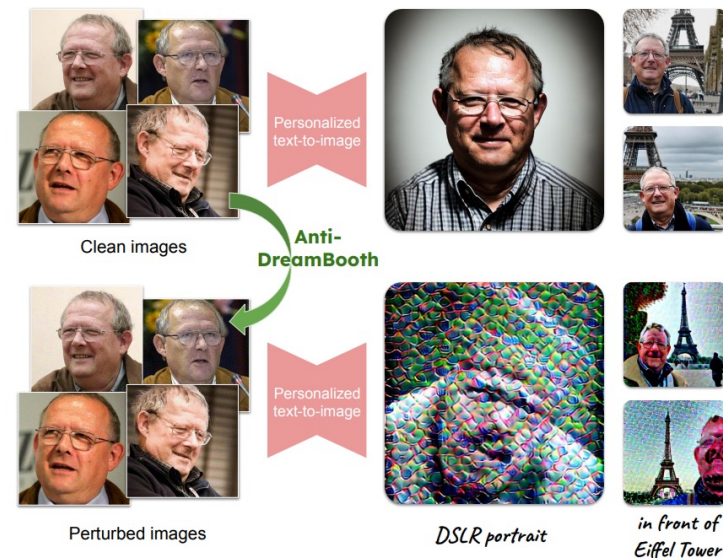 Personalized
text-to-image
Clean images
Anti-
DreamBooth
Personalized
text-to-image
Perturbed images
DSLR portrait
in front of
Eiffel Tower